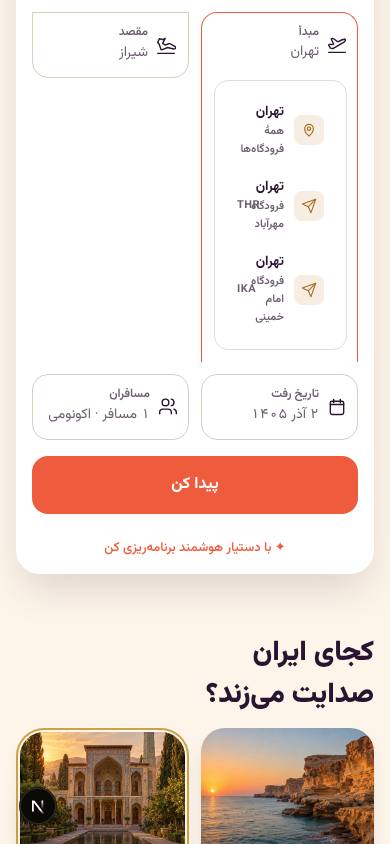 مبدأ
تهران
مقصد
شیراز
تهران
همهٔ
فرودگاه‌ها
تهران
فرودگاه
مهرآباد
THR
تهران
فرودگاه
امام
خمینی
IKA
تاریخ رفت
۲ آذر ۱۴۰۵
مسافران
۱ مسافر · اکونومی
پیدا کن
✦ با دستیار هوشمند برنامه‌ریزی کن
کجای ایران
صدایت می‌زند؟
N